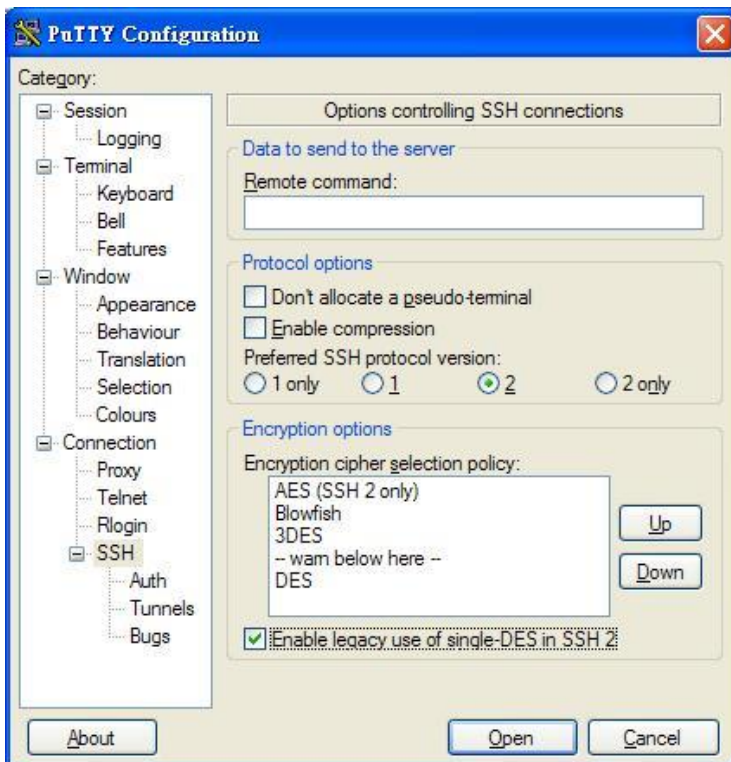 PuTTY Configuration
Category:
Session
Logging
Terminal
Keyboard
Bell
Features
Window
Appearance
Behaviour
Translation
Selection
Colours
Connection
Proxy
Telnet
Rlogin
SSH
Auth
Tunnels
Bugs
Options controlling SSH connections
Data to send to the server
Remote command:
Protocol options
Don't allocate a pseudo-terminal
Enable compression
Preferred SSH protocol version:
1 only 1 2 2 only
Encryption options
Encryption cipher selection policy:
AES (SSH 2 only)
Blowfish
3DES
-- warn below here --
DES
Up
Down
Enable legacy use of single-DES in SSH 2
About Open Cancel